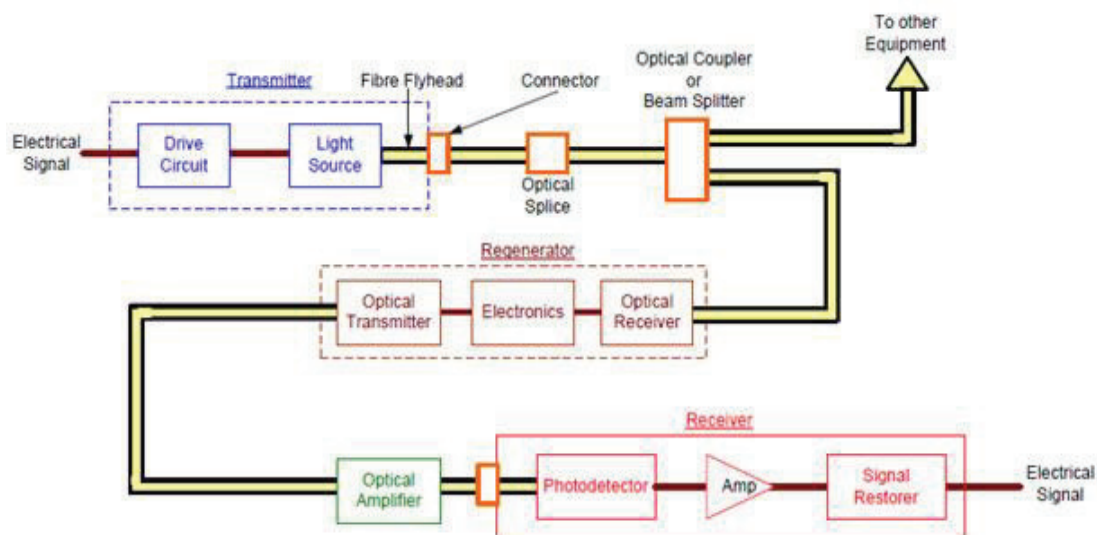 To other
Equipment
Optical Coupler
or
Beam Splitter
Transmitter
Fibre Flyhead
Connector
Electrical
Signal
Drive
Circuit
Light
Source
Optical
Splice
Regenerator
Optical
Transmitter
Electronics
Optical
Receiver
Receiver
Optical
Amplifier
Photodetector
Amp
Signal
Restorer
Electrical
Signal